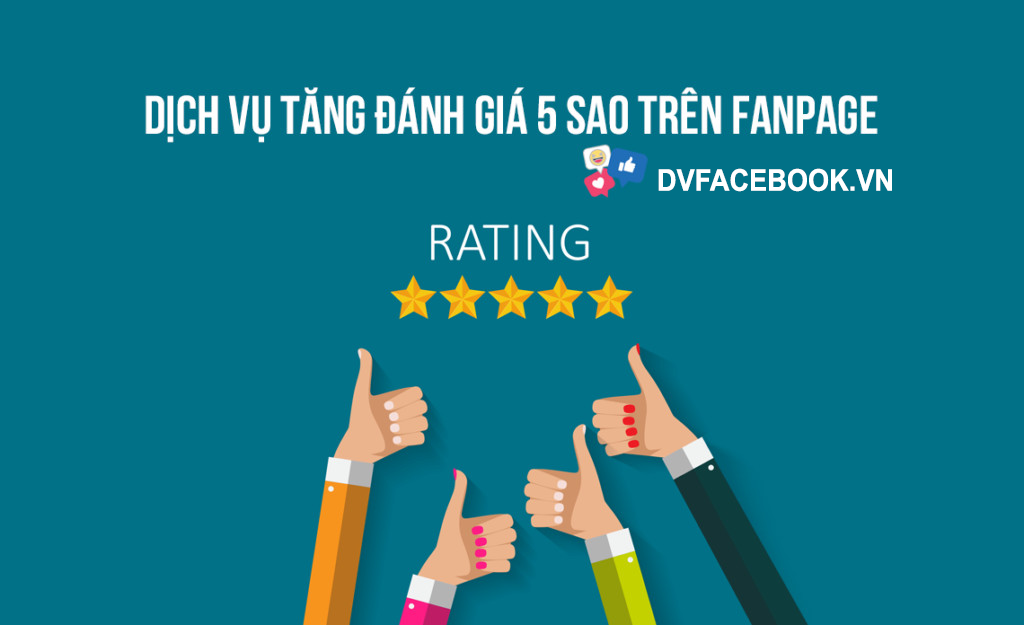 DỊCH VỤ TĂNG ĐÁNH GIÁ 5 SAO TRÊN FANPAGE
DVFACEBOOK.VN
RATING